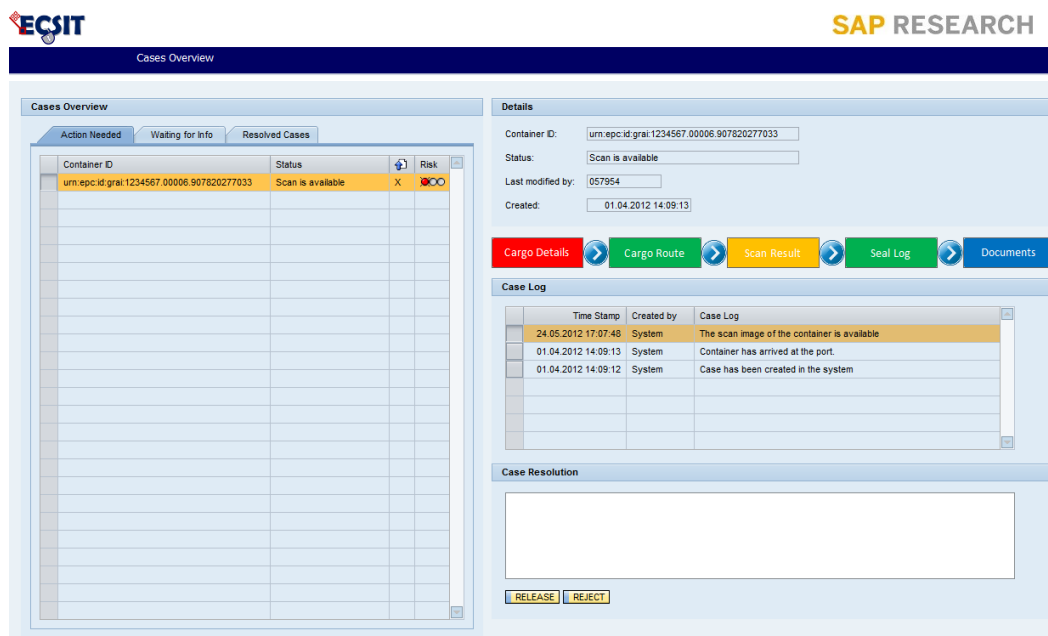 ECSIT
SAP RESEARCH
Cases Overview
Cases Overview
Action Needed Waiting for Info Resolved Cases
Container ID Status Risk
urn:epc:id:grai:1234567.00006.907820277033 Scan is available X
Details
Container ID: urn:epc:id:grai:1234567.00006.907820277033
Status: Scan is available
Last modified by: 057954
Created: 01.04.2012 14:09:13
Cargo Details Cargo Route Scan Result Seal Log Documents
Case Log
Time Stamp Created by Case Log
24.05.2012 17:07:48 System The scan image of the container is available
01.04.2012 14:09:13 System Container has arrived at the port.
01.04.2012 14:09:12 System Case has been created in the system
Case Resolution
RELEASE REJECT